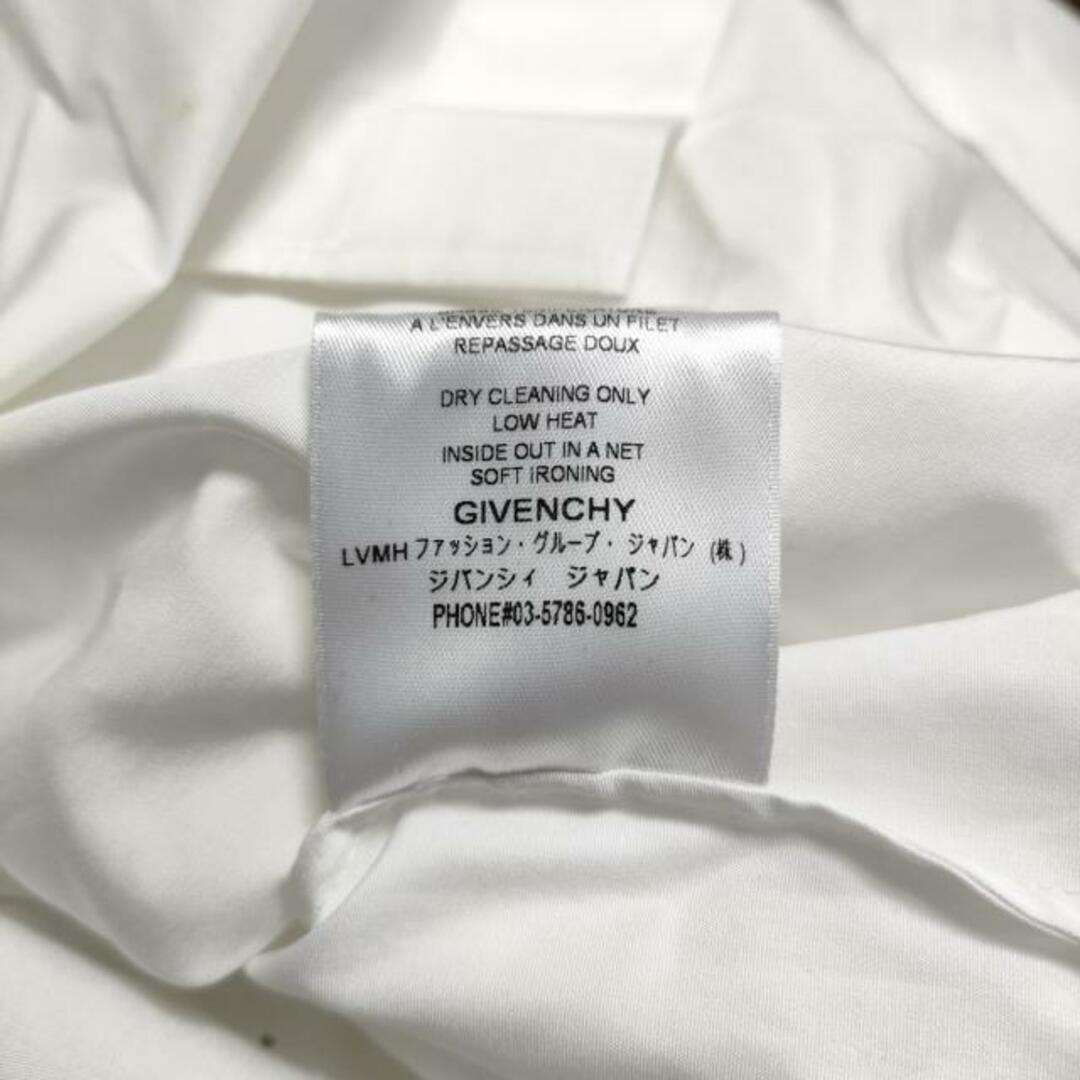 A L'ENVERS DANS UN FILET
REPASSAGE DOUX
DRY CLEANING ONLY
LOW HEAT
INSIDE OUT IN A NET
SOFT IRONING
GIVENCHY
LVMH ファッション・グループ・ ジャパン (株)
ジバンシィ ジャパン
PHONE#03-5786-0962